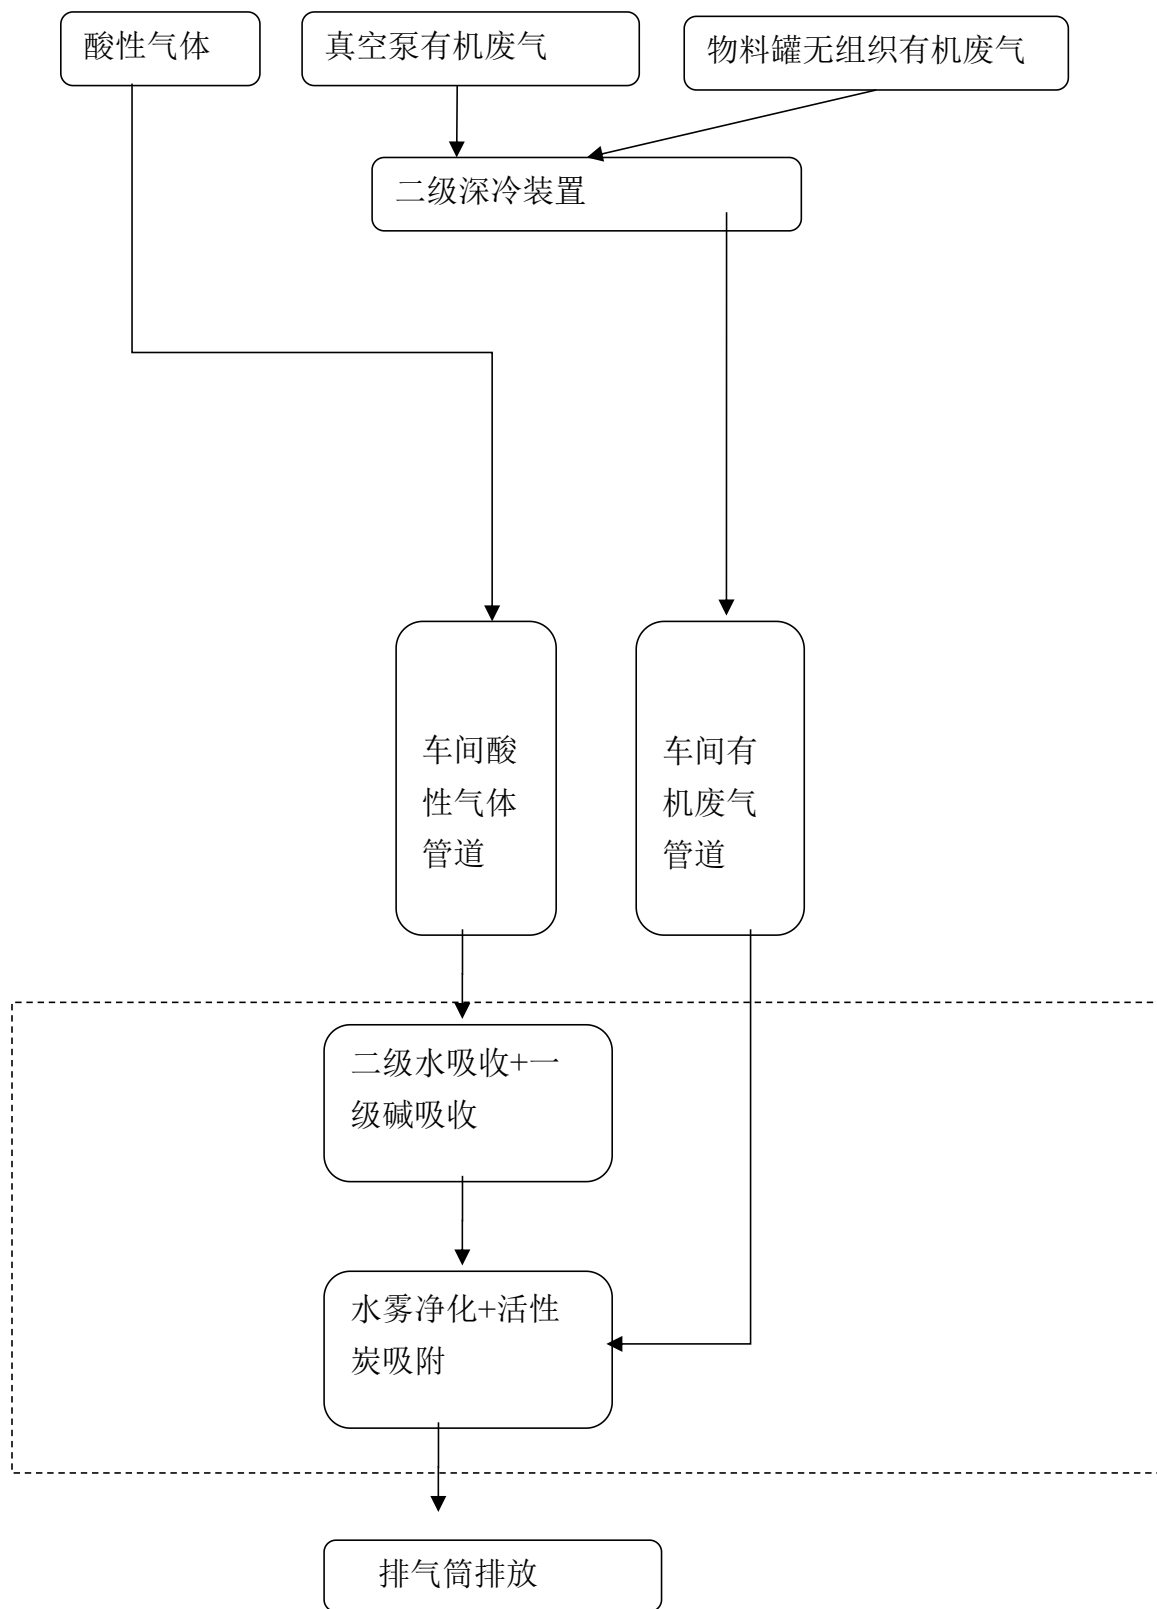 酸性气体
真空泵有机废气
物料罐无组织有机废气
二级深冷装置
车间酸
性气体
管道
车间有
机废气
管道
二级水吸收+一
级碱吸收
水雾净化+活性
炭吸附
排气筒排放